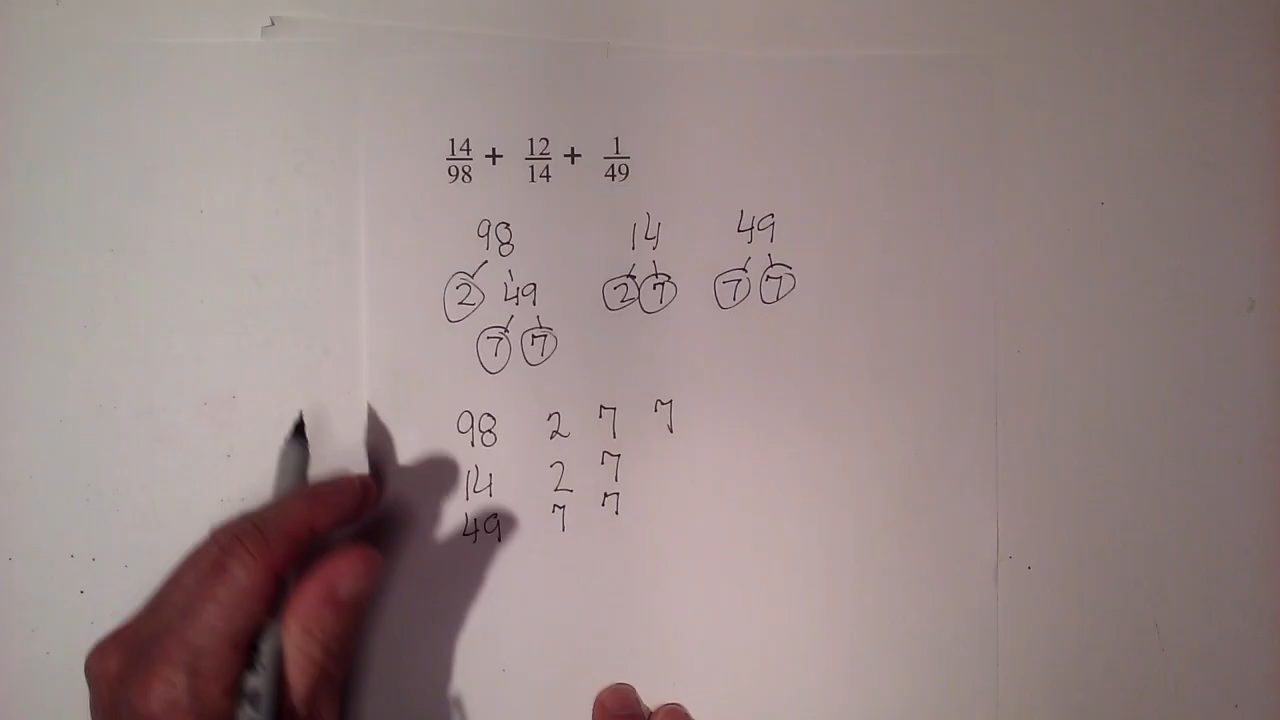 14/98 + 12/14 + 1/49
98 14 49
2 49 2 7 7 7
7 7
98 2 7 7
14 2 7
49 7 7